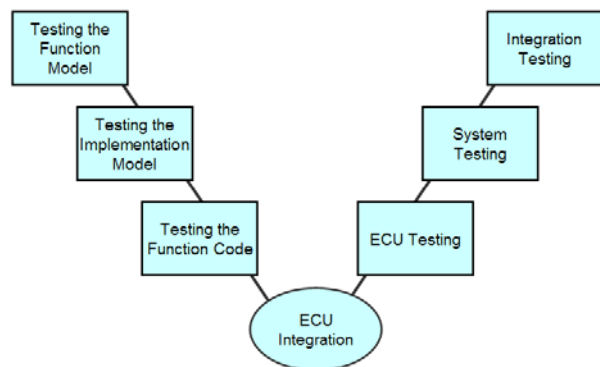 Testing the
Function
Model
Testing the
Implementation
Model
Testing the
Function Code
ECU
Integration
ECU Testing
System
Testing
Integration
Testing